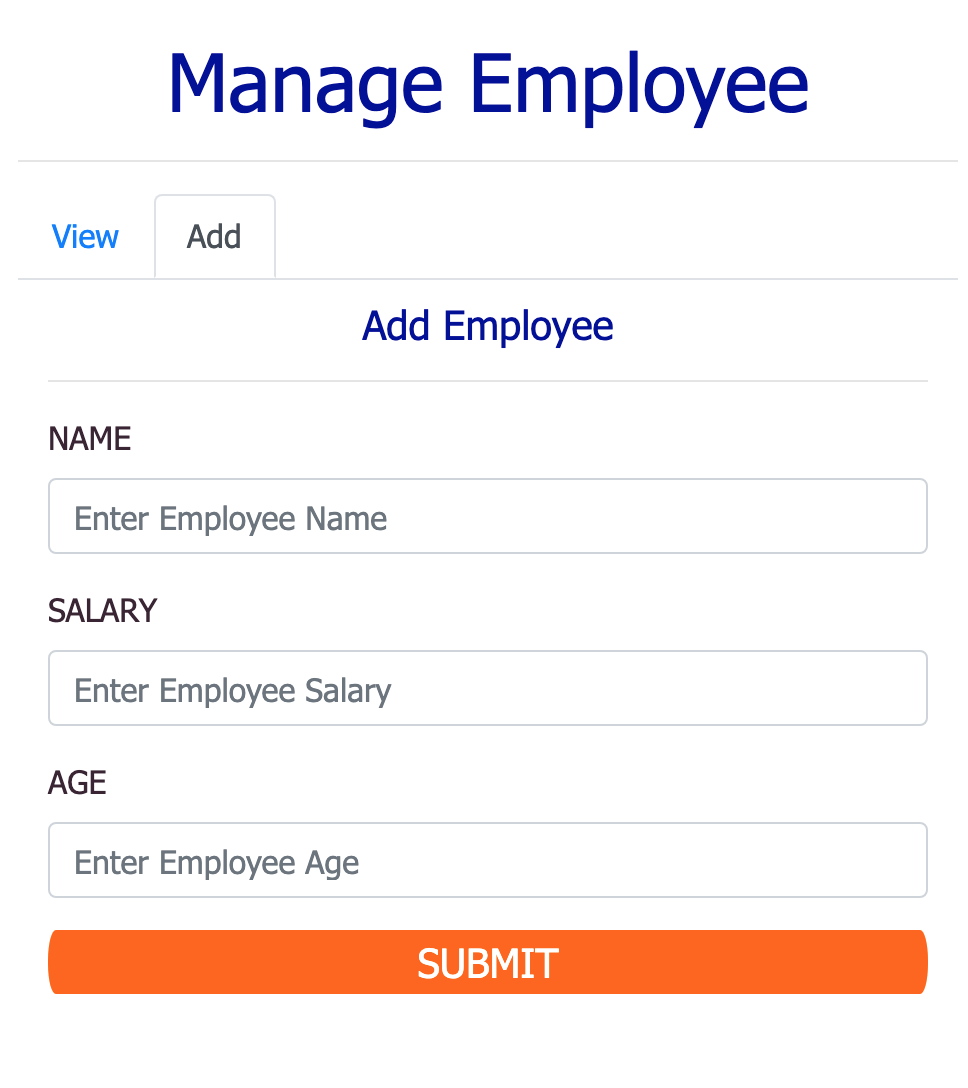 Manage Employee
View Add
Add Employee
NAME
Enter Employee Name
SALARY
Enter Employee Salary
AGE
Enter Employee Age
SUBMIT